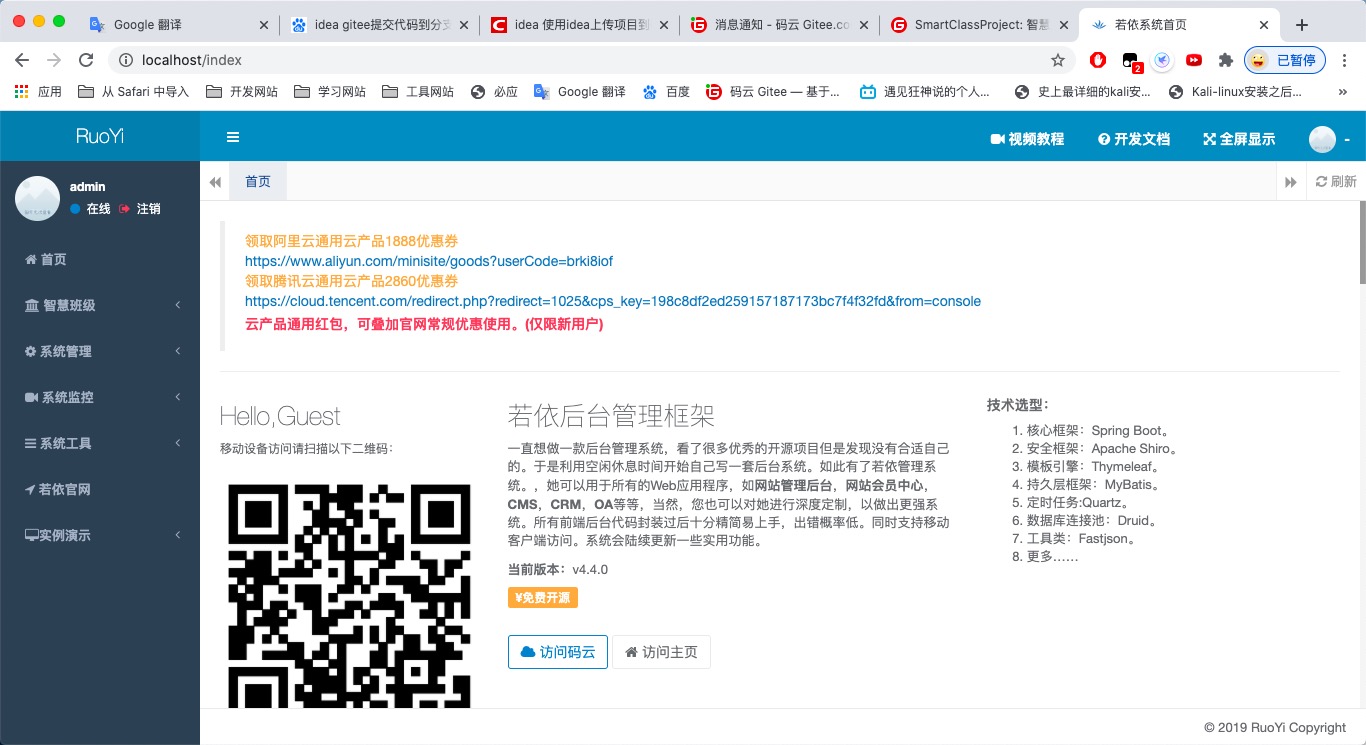 Google 翻译
idea gitee提交代码到分支
idea 使用idea上传项目到
消息通知 - 码云 Gitee.co
SmartClassProject: 智慧
若依系统首页
localhost/index
2
已暂停
应用
从 Safari 中导入
开发网站
学习网站
工具网站
必应
Google 翻译
百度
码云 Gitee — 基于...
遇见狂神说的个人...
史上最详细的kali安...
Kali-linux安装之后...
»
RuoYi
视频教程
开发文档
全屏显示
-
admin
在线
注销
首页
刷新
首页
智慧班级
系统管理
系统监控
系统工具
若依官网
实例演示
领取阿里云通用云产品1888优惠券
https://www.aliyun.com/minisite/goods?userCode=brki8iof
领取腾讯云通用云产品2860优惠券
https://cloud.tencent.com/redirect.php?redirect=1025&cps_key=198c8df2ed259157187173bc7f4f32fd&from=console
云产品通用红包，可叠加官网常规优惠使用。(仅限新用户)
Hello,Guest
移动设备访问请扫描以下二维码：
若依后台管理框架
一直想做一款后台管理系统，看了很多优秀的开源项目但是发现没有合适自己
的。于是利用空闲休息时间开始自己写一套后台系统。如此有了若依管理系
统。，她可以用于所有的Web应用程序，如网站管理后台，网站会员中心，
CMS，CRM，OA等等，当然，您也可以对她进行深度定制，以做出更强系
统。所有前端后台代码封装过后十分精简易上手，出错概率低。同时支持移动
客户端访问。系统会陆续更新一些实用功能。
当前版本：v4.4.0
¥免费开源
访问码云
访问主页
技术选型：
1. 核心框架：Spring Boot。
2. 安全框架：Apache Shiro。
3. 模板引擎：Thymeleaf。
4. 持久层框架：MyBatis。
5. 定时任务:Quartz。
6. 数据库连接池：Druid。
7. 工具类：Fastjson。
8. 更多……
© 2019 RuoYi Copyright